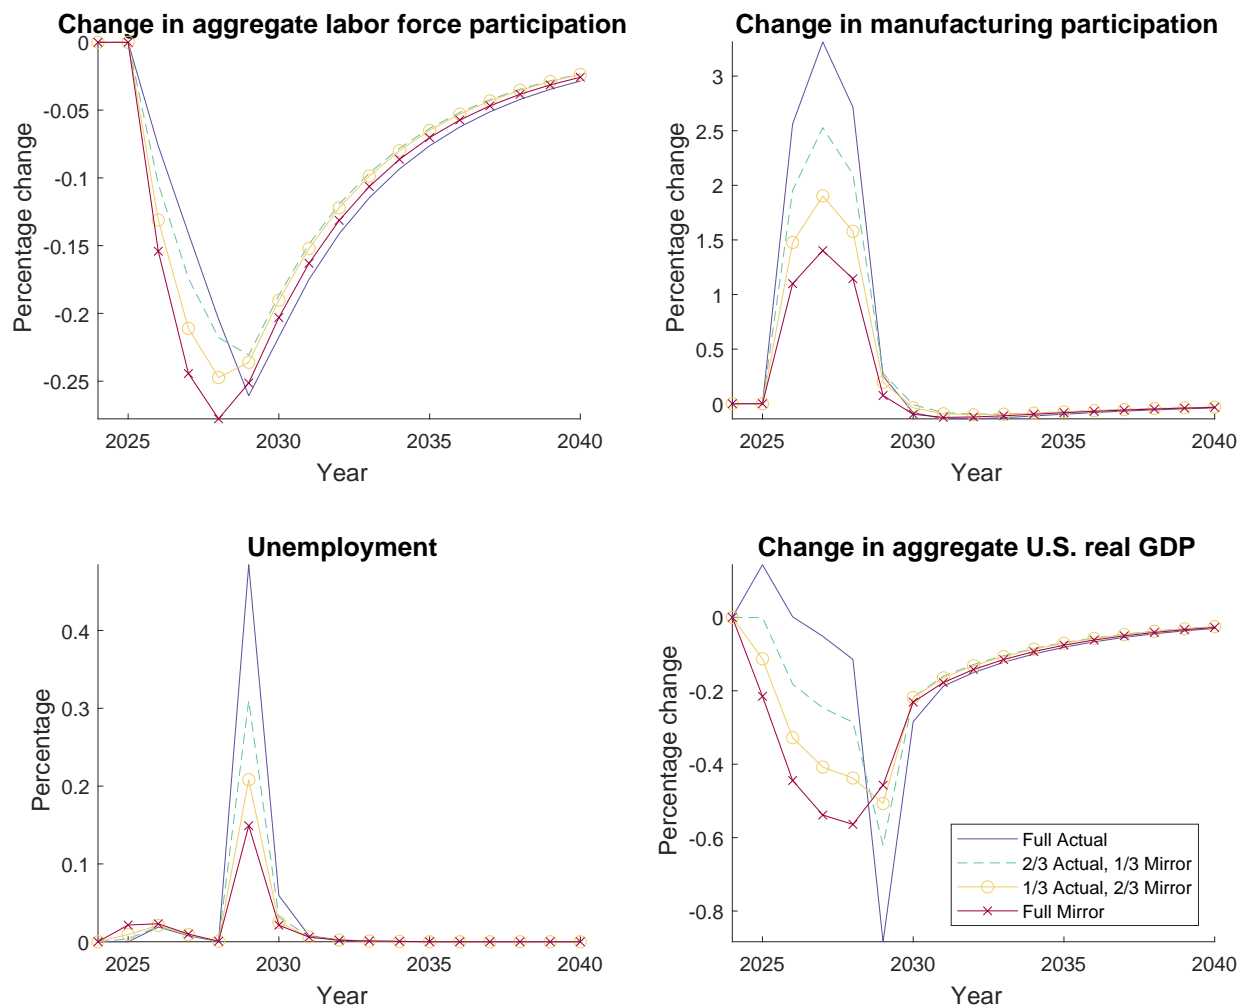 Change in aggregate labor force participation
0
-0.05
-0.1
-0.15
-0.2
-0.25
Percentage change
2025
2030
2035
2040
Year
Change in manufacturing participation
3
2.5
2
1.5
1
0.5
0
Percentage change
2025
2030
2035
2040
Year
Unemployment
0.4
0.3
0.2
0.1
0
Percentage
2025
2030
2035
2040
Year
Change in aggregate U.S. real GDP
0
-0.2
-0.4
-0.6
-0.8
Percentage change
2025
2030
2035
2040
Year
Full Actual
2/3 Actual, 1/3 Mirror
1/3 Actual, 2/3 Mirror
Full Mirror